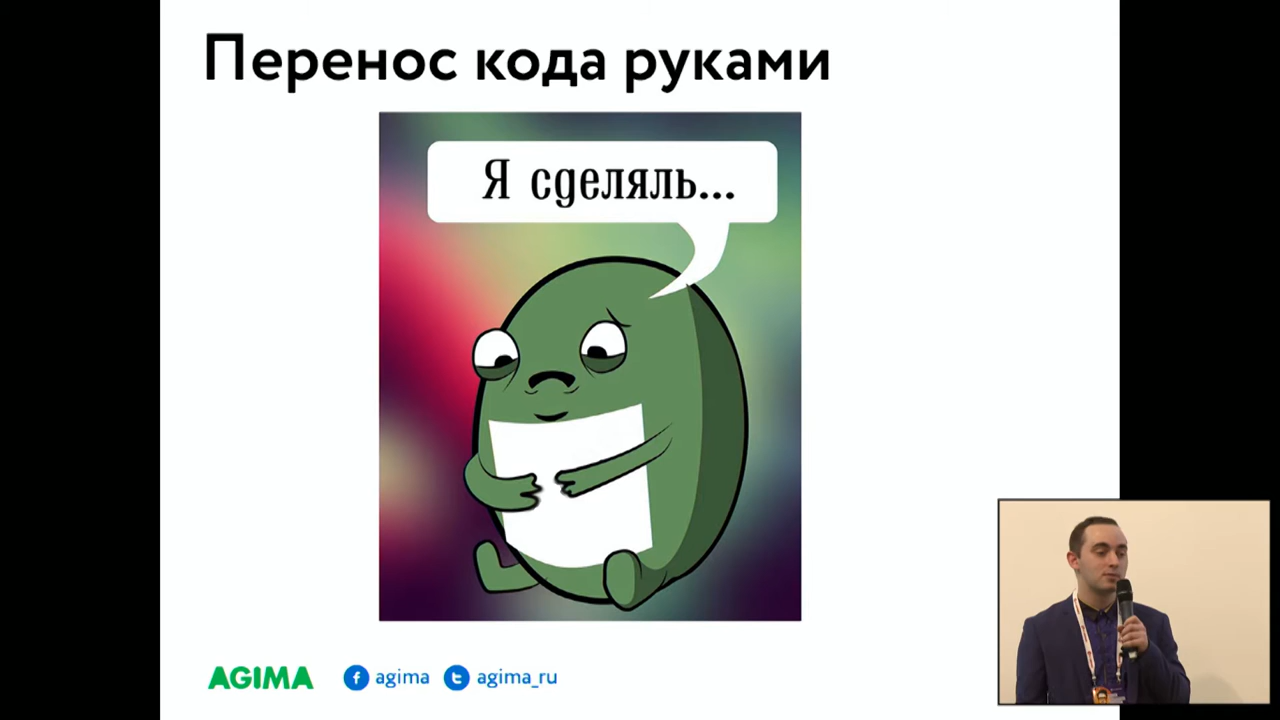 Перенос кода руками
Я сделяль...
AGIMA
agima
agima_ru